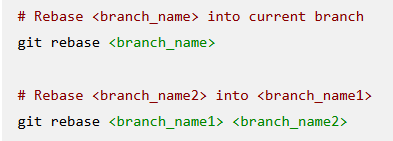 # Rebase <branch_name> into current branch
git rebase <branch_name>
# Rebase <branch_name2> into <branch_name1>
git rebase <branch_name1> <branch_name2>